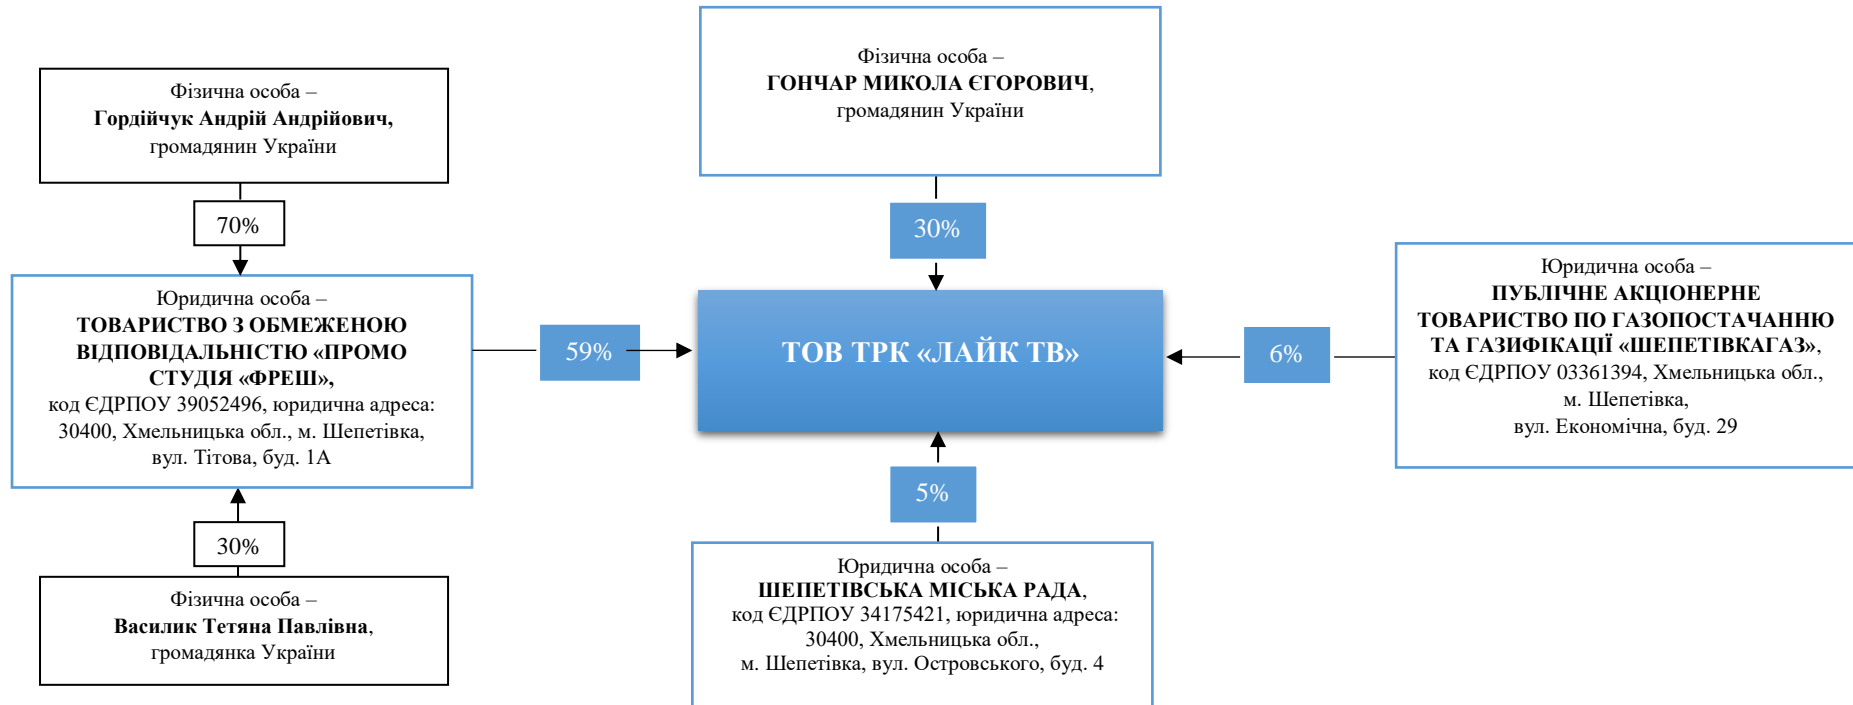 Фізична особа –
Гордійчук Андрій Андрійович,
громадянин України
70%
Юридична особа –
ТОВАРИСТВО З ОБМЕЖЕНОЮ
ВІДПОВІДАЛЬНІСТЮ «ПРОМО
СТУДІЯ «ФРЕШ»,
код ЄДРПОУ 39052496, юридична адреса:
30400, Хмельницька обл., м. Шепетівка,
вул. Тітова, буд. 1А
30%
Фізична особа –
Василик Тетяна Павлівна,
громадянка України
59%
Фізична особа –
ГОНЧАР МИКОЛА ЄГОРОВИЧ,
громадянин України
30%
ТОВ ТРК «ЛАЙК ТВ»
5%
Юридична особа –
ШЕПЕТІВСЬКА МІСЬКА РАДА,
код ЄДРПОУ 34175421, юридична адреса:
30400, Хмельницька обл.,
м. Шепетівка, вул. Островського, буд. 4
6%
Юридична особа –
ПУБЛІЧНЕ АКЦІОНЕРНЕ
ТОВАРИСТВО ПО ГАЗОПОСТАЧАННЮ
ТА ГАЗИФІКАЦІЇ «ШЕПЕТІВКАГАЗ»,
код ЄДРПОУ 03361394, Хмельницька обл.,
м. Шепетівка,
вул. Економічна, буд. 29